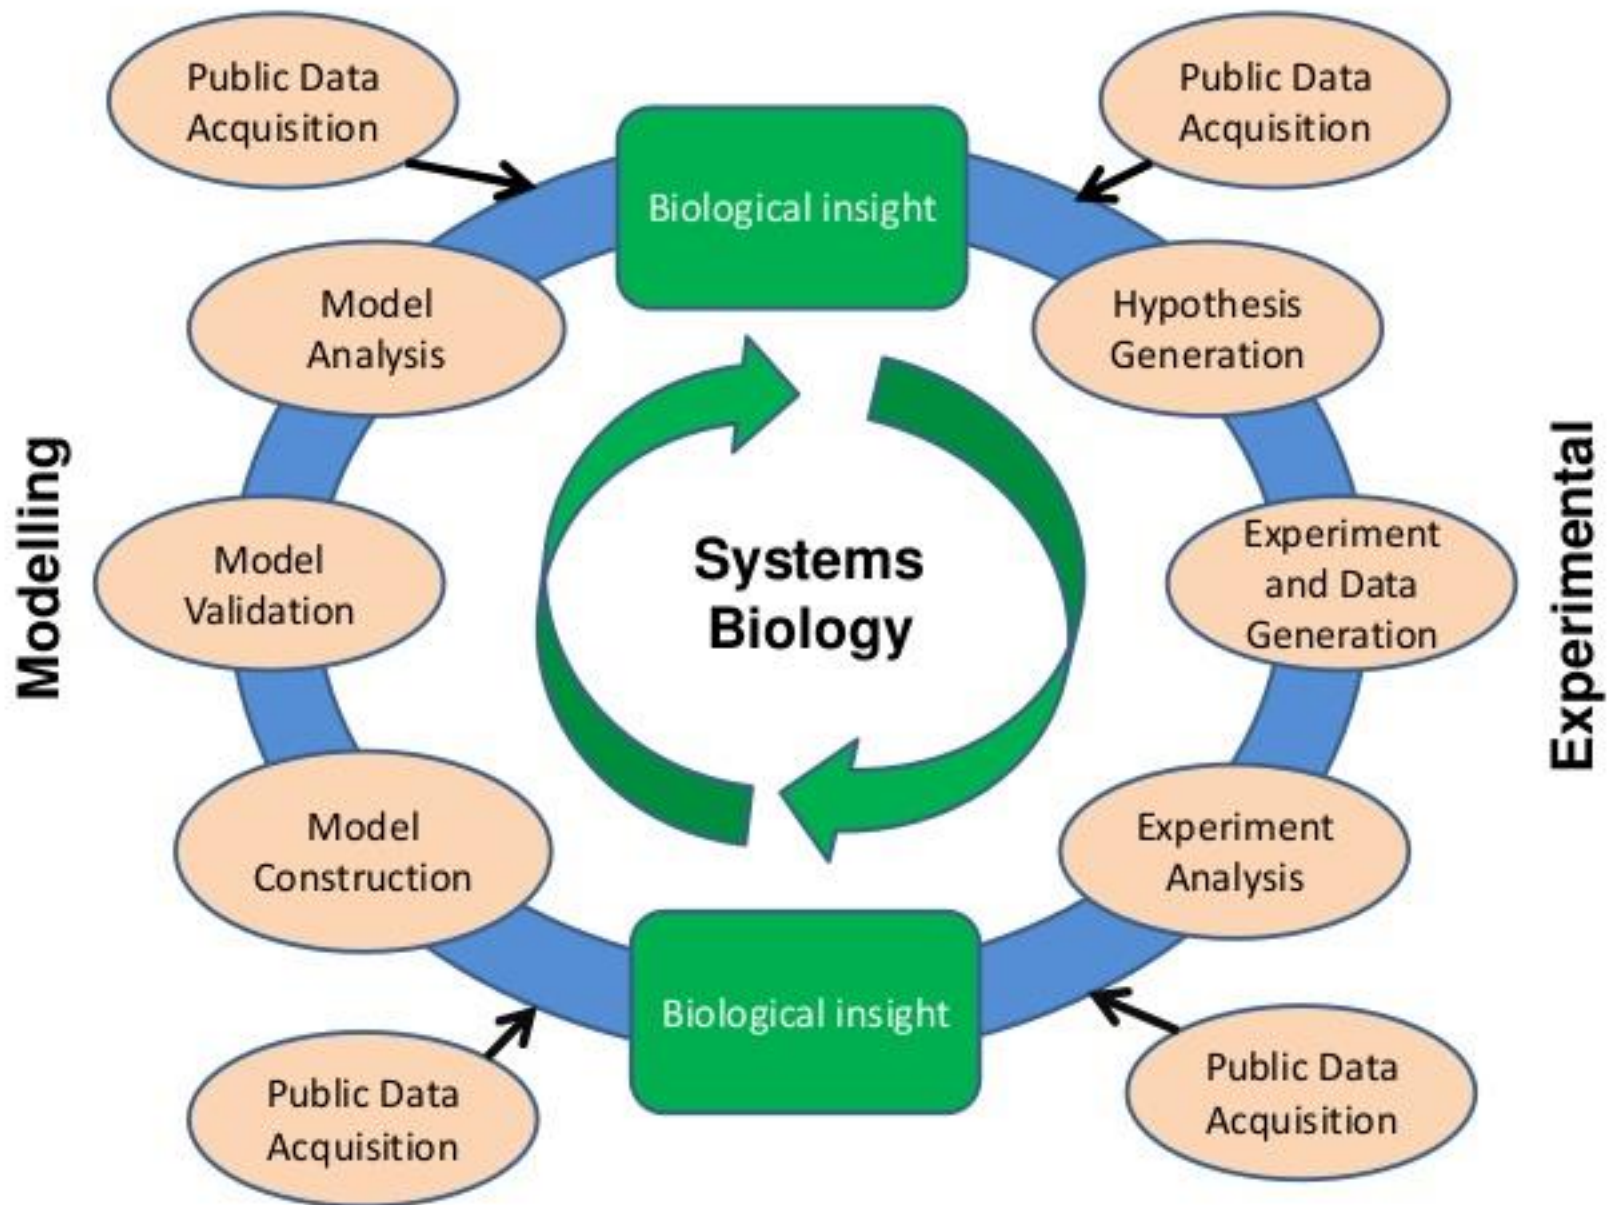 Public Data
Acquisition
Public Data
Acquisition
Biological insight
Model
Analysis
Hypothesis
Generation
Modelling
Experimental
Systems
Biology
Model
Validation
Experiment
and Data
Generation
Model
Construction
Experiment
Analysis
Biological insight
Public Data
Acquisition
Public Data
Acquisition